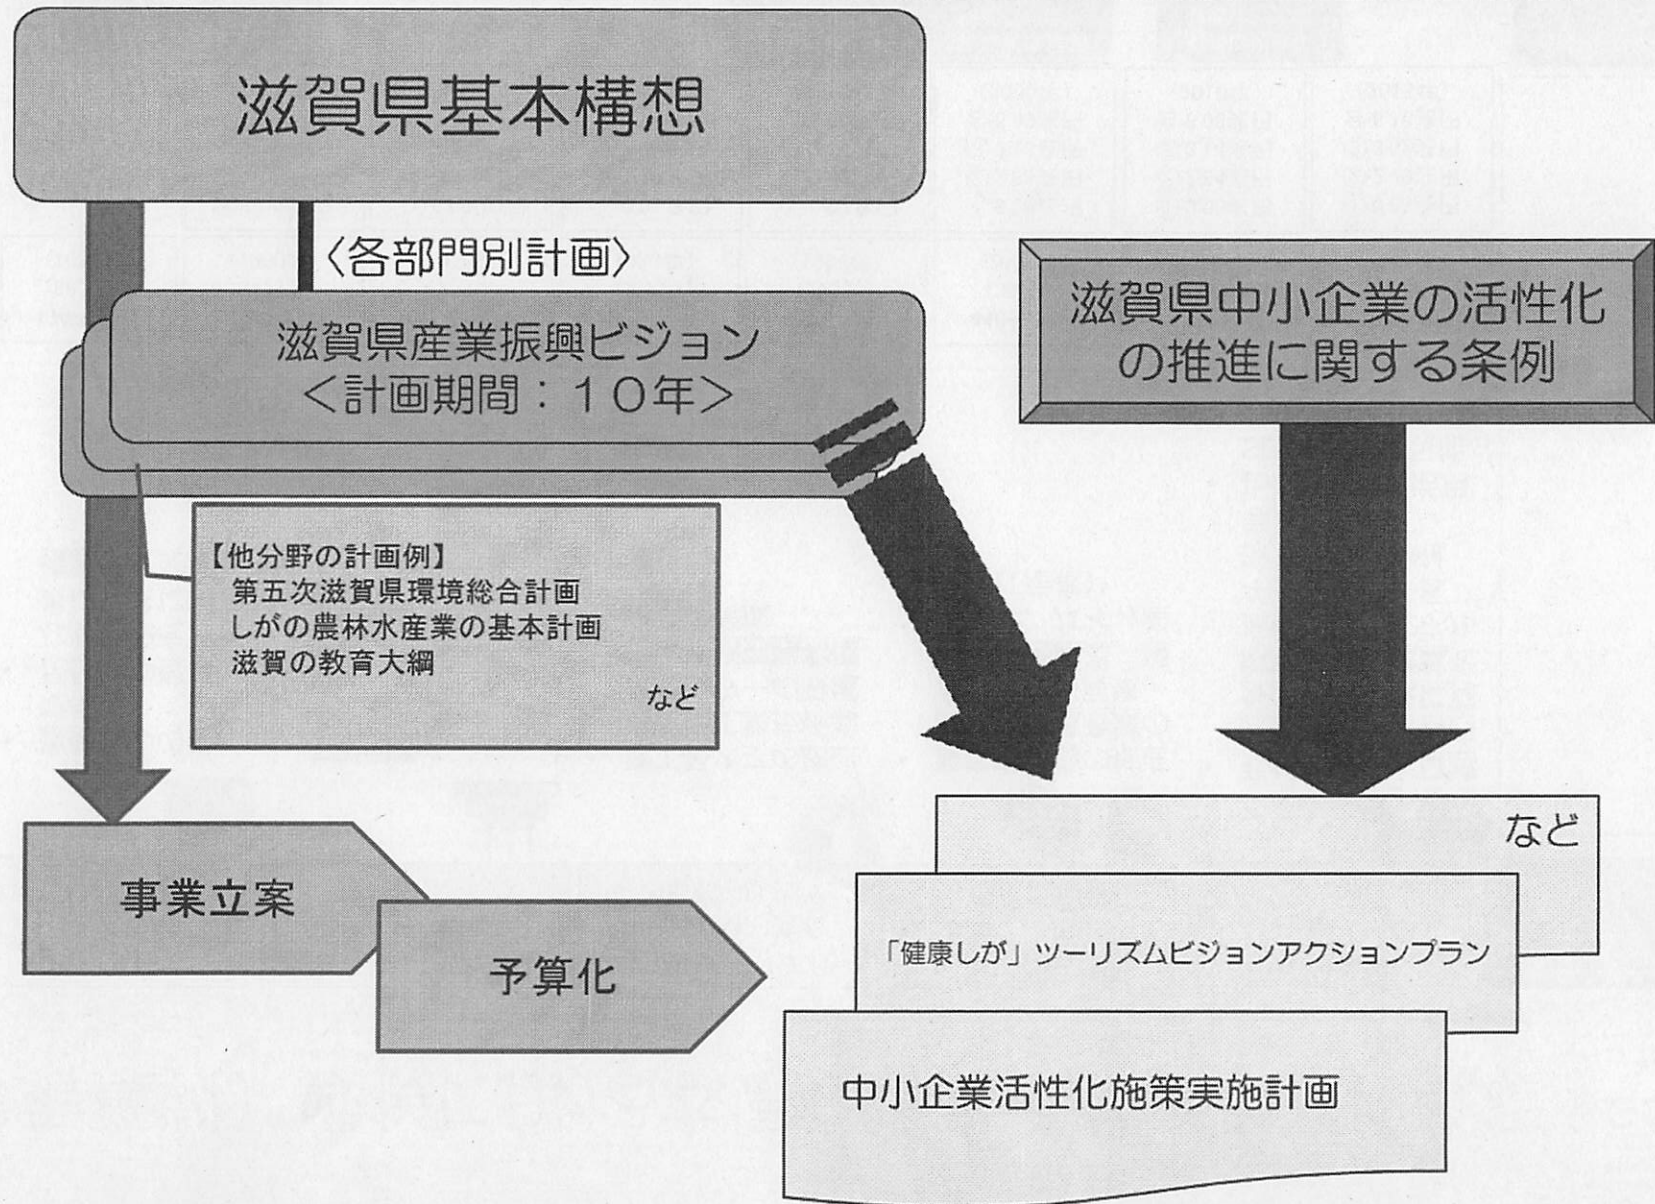 滋賀県基本構想
〈各部門別計画〉
滋賀県産業振興ビジョン
＜計画期間：１０年＞
滋賀県中小企業の活性化
の推進に関する条例
【他分野の計画例】
第五次滋賀県環境総合計画
しがの農林水産業の基本計画
滋賀の教育大綱
など
事業立案
予算化
など
「健康しが」ツーリズムビジョンアクションプラン
中小企業活性化施策実施計画